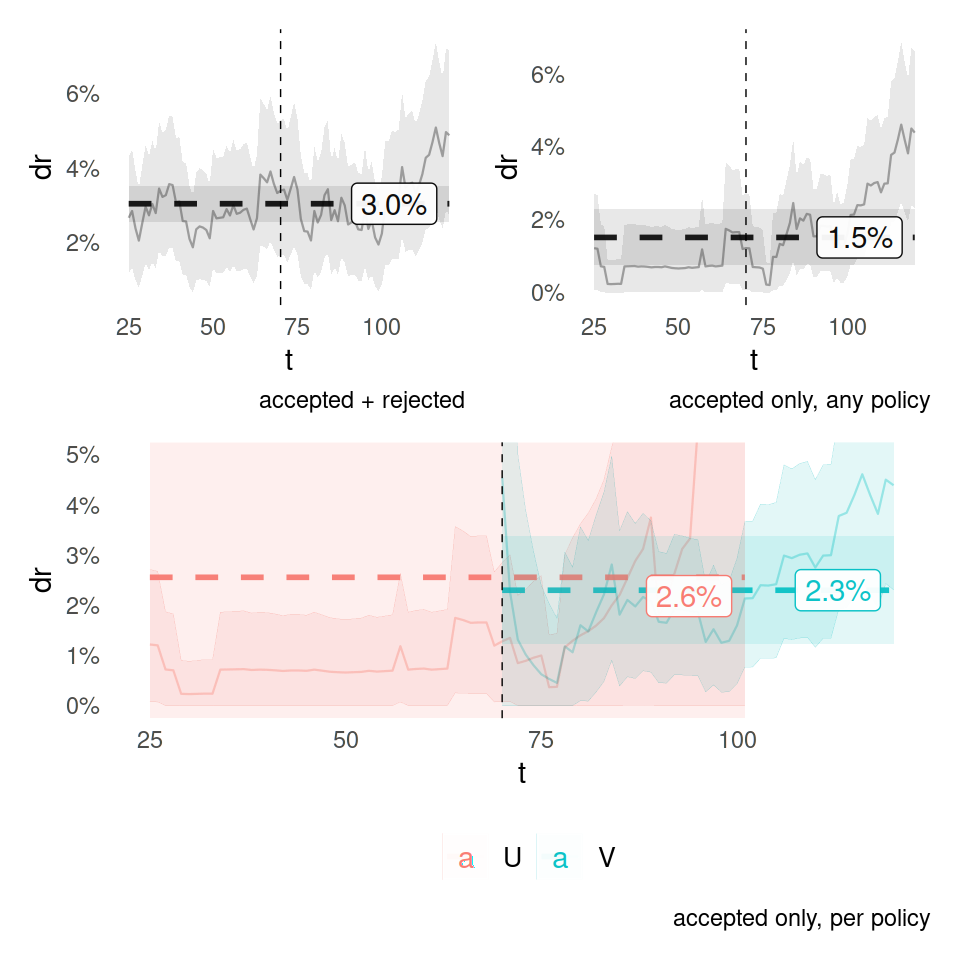 dr
6%
4%
2%
3.0%
25 50 75 100
t
accepted + rejected
dr
6%
4%
2%
0%
1.5%
25 50 75 100
t
accepted only, any policy
dr
5%
4%
3%
2%
1%
0%
2.6%
2.3%
25 50 75 100
t
a U a V
accepted only, per policy